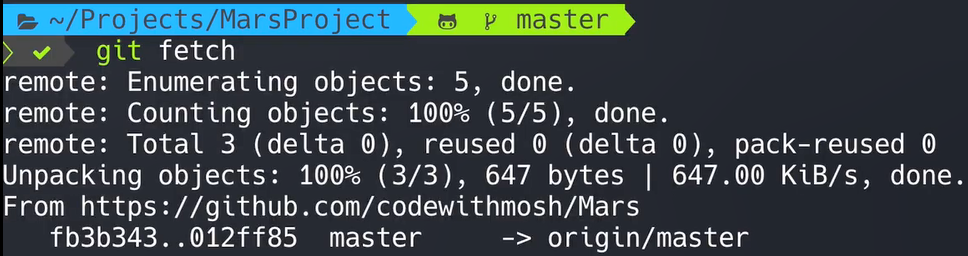 ~/Projects/MarsProject master
git fetch
remote: Enumerating objects: 5, done.
remote: Counting objects: 100% (5/5), done.
remote: Total 3 (delta 0), reused 0 (delta 0), pack-reused 0
Unpacking objects: 100% (3/3), 647 bytes | 647.00 KiB/s, done.
From https://github.com/codewithmosh/Mars
   fb3b343..012ff85  master     -> origin/master